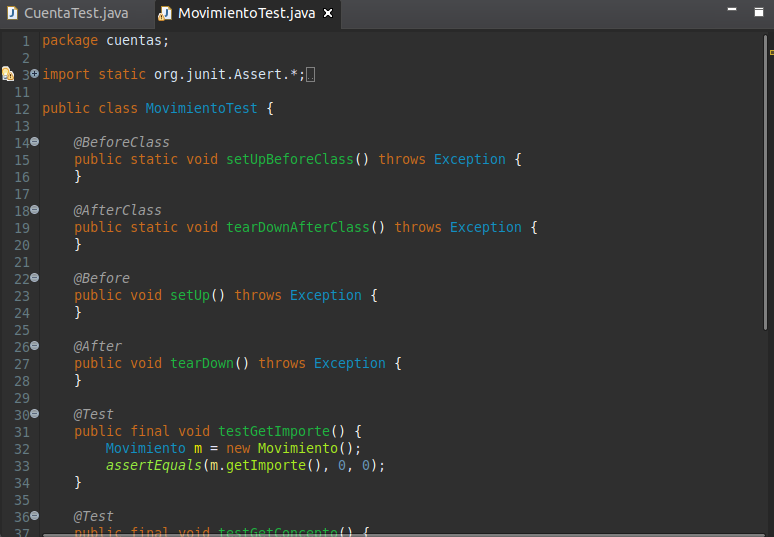 CuentaTest.java MovimientoTest.java
1 package cuentas;
2
3 import static org.junit.Assert.*;
11
12 public class MovimientoTest {
13
14 @BeforeClass
15 public static void setUpBeforeClass() throws Exception {
16 }
17
18 @AfterClass
19 public static void tearDownAfterClass() throws Exception {
20 }
21
22 @Before
23 public void setUp() throws Exception {
24 }
25
26 @After
27 public void tearDown() throws Exception {
28 }
29
30 @Test
31 public final void testGetImporte() {
32 Movimiento m = new Movimiento();
33 assertEquals(m.getImporte(), 0, 0);
34 }
35
36 @Test
37 public final void testGetConcepto() {